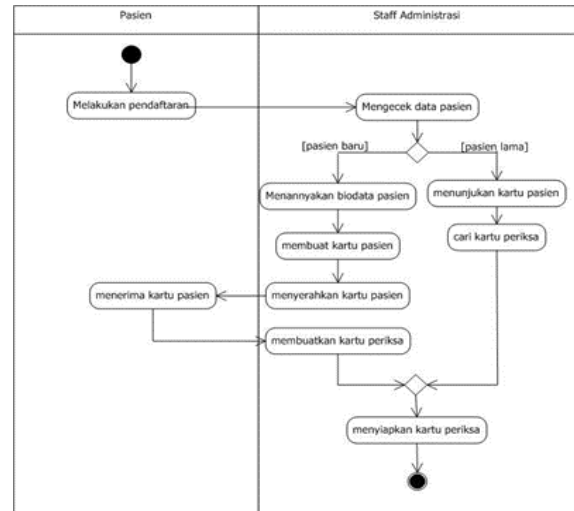 Pasien
Staff Administrasi
Melakukan pendaftaran
Mengecek data pasien
[pasien baru]
[pasien lama]
Menannyakan biodata pasien
menunjukan kartu pasien
membuat kartu pasien
cari kartu periksa
menerima kartu pasien
menyerahkan kartu pasien
membuatkan kartu periksa
menyiapkan kartu periksa